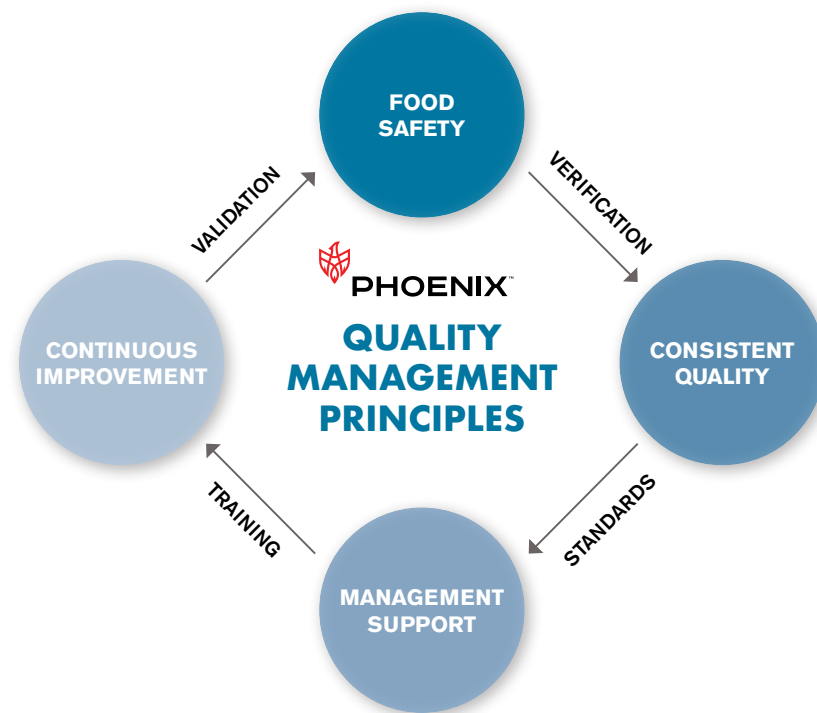 FOOD
SAFETY
VALIDATION
VERIFICATION
PHOENIX™
QUALITY
MANAGEMENT
PRINCIPLES
CONTINUOUS
IMPROVEMENT
CONSISTENT
QUALITY
TRAINING
STANDARDS
MANAGEMENT
SUPPORT